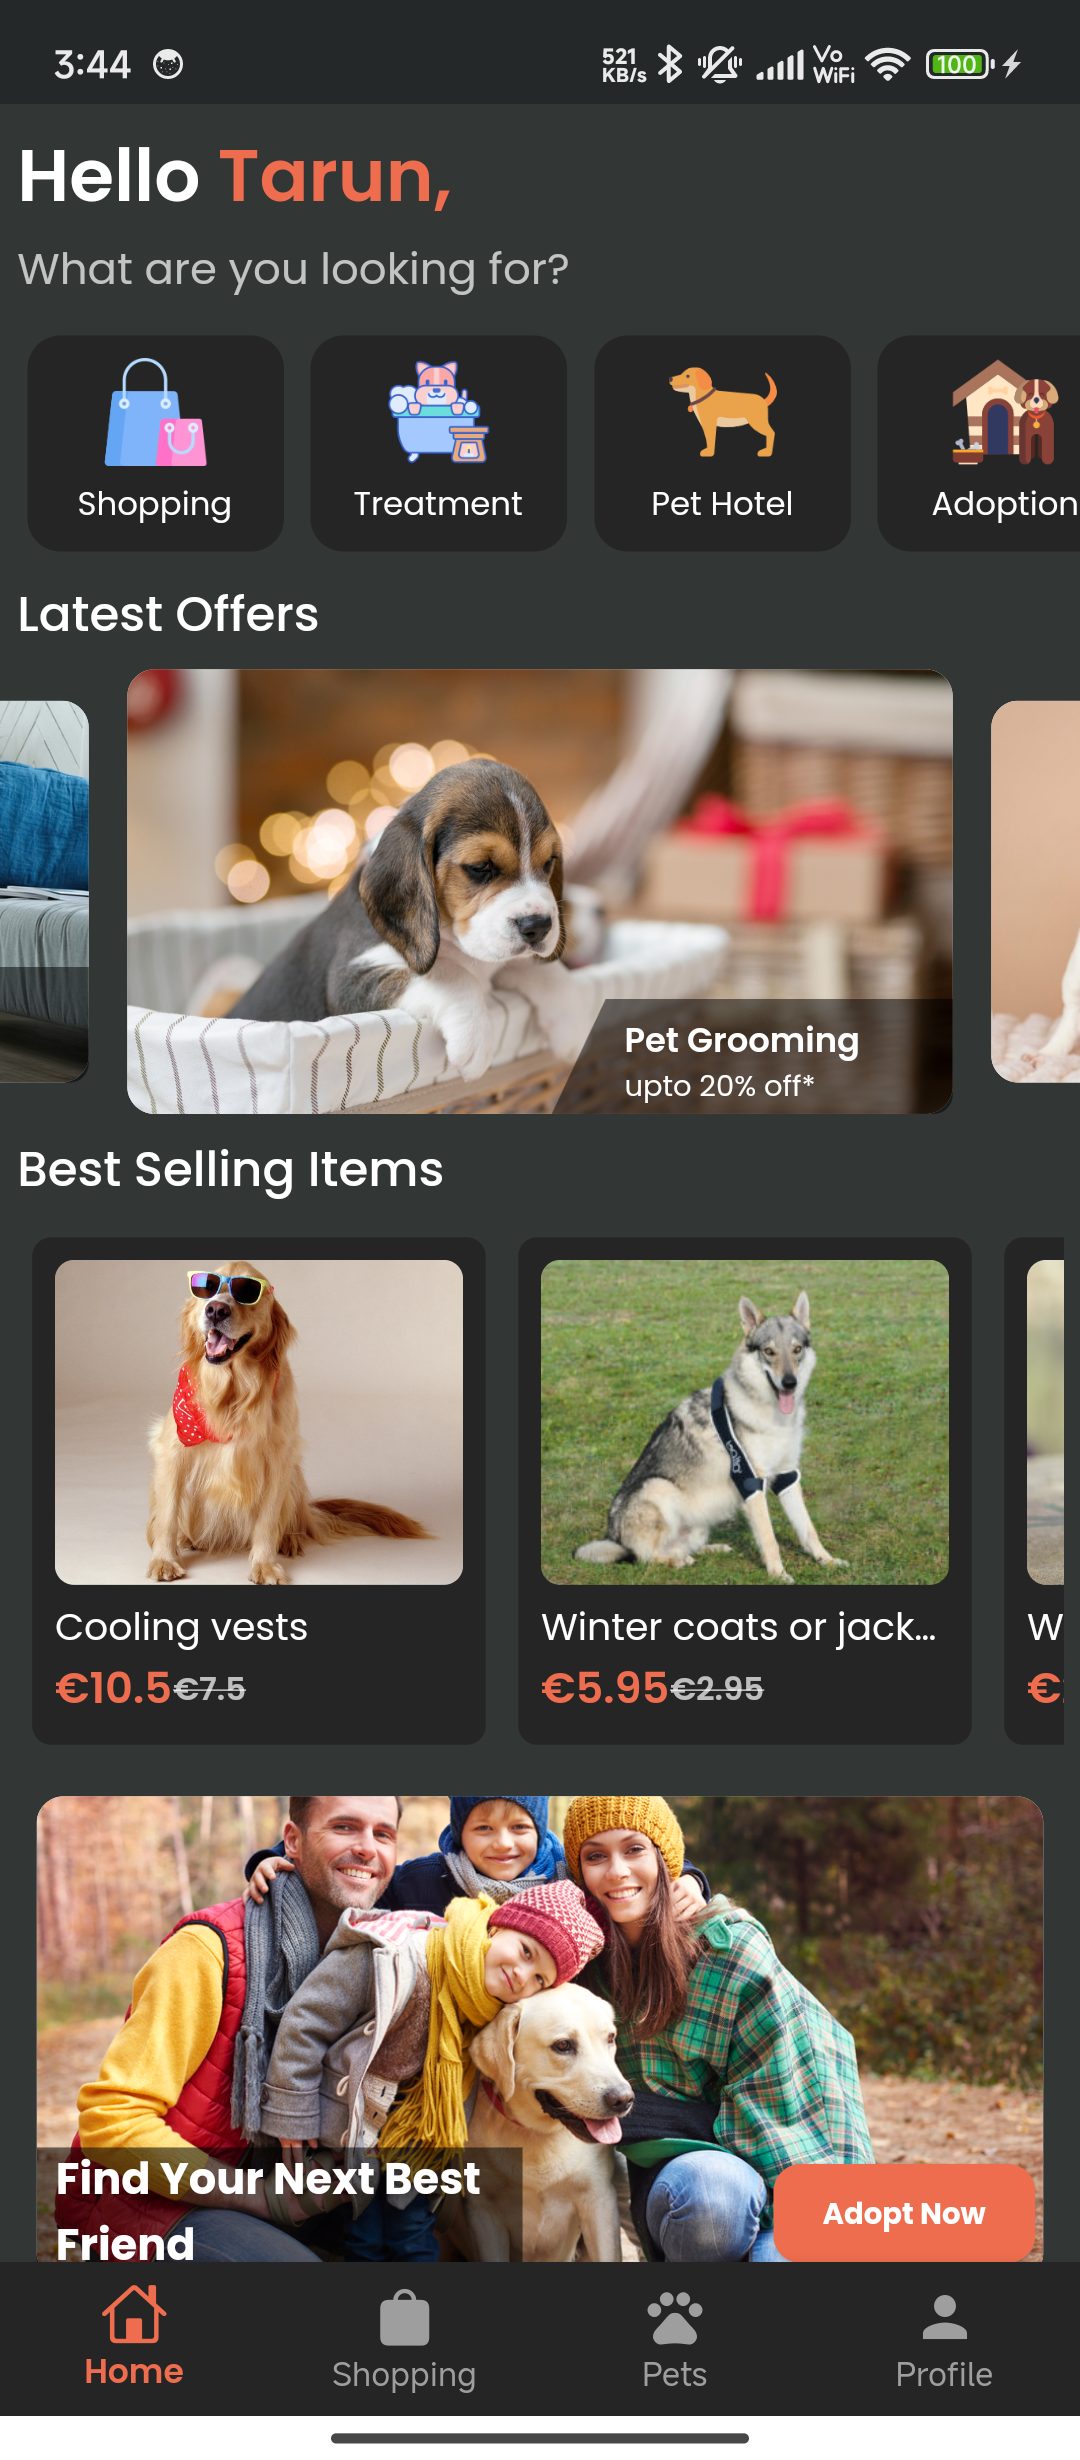 3:44
521
KB/s
Vo
WiFi
100
Hello Tarun,
What are you looking for?
Shopping
Treatment
Pet Hotel
Adoption
Latest Offers
Pet Grooming
upto 20% off*
Best Selling Items
Cooling vests
€10.5€7.5
Winter coats or jack...
€5.95€2.95
W
€
Find Your Next Best
Friend
Adopt Now
Home
Shopping
Pets
Profile